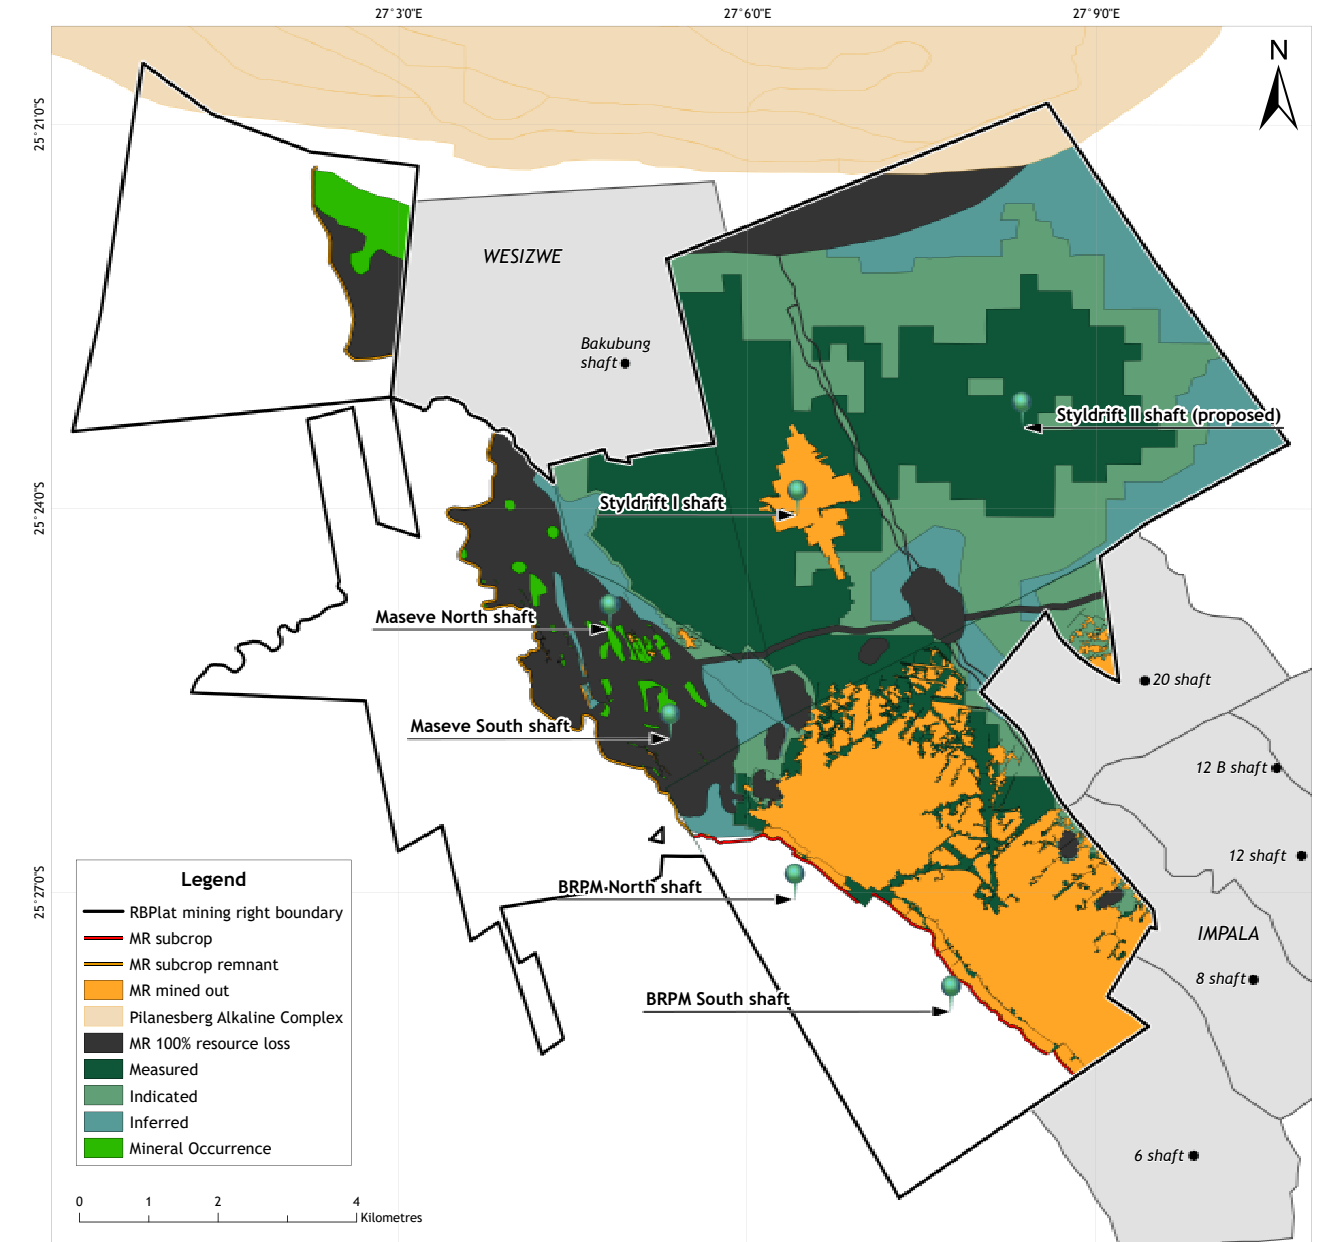 27°3'0"E
27°6'0"E
27°9'0"E
N
25°21'0"S
WESIZWE
Bakubung
shaft
Styldrift II shaft (proposed)
25°24'0"S
Styldrift I shaft
Maseve North shaft
20 shaft
Maseve South shaft
12 B shaft
12 shaft
25°27'0"S
BRPM North shaft
IMPALA
8 shaft
BRPM South shaft
6 shaft
Legend
RBPlat mining right boundary
MR subcrop
MR subcrop remnant
MR mined out
Pilanesberg Alkaline Complex
MR 100% resource loss
Measured
Indicated
Inferred
Mineral Occurrence
0 1 2 4
Kilometres